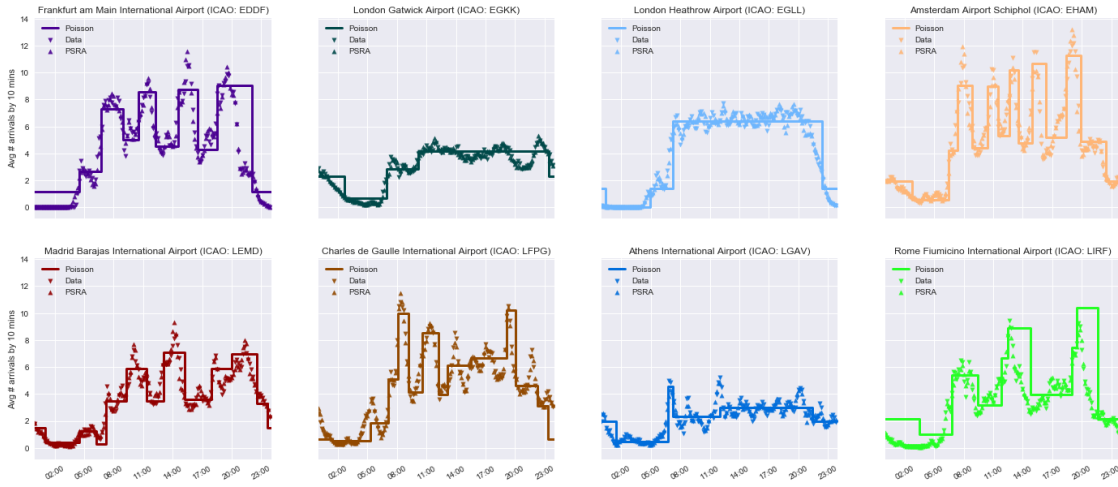 Frankfurt am Main International Airport (ICAO: EDDF)
London Gatwick Airport (ICAO: EGKK)
London Heathrow Airport (ICAO: EGLL)
Amsterdam Airport Schiphol (ICAO: EHAM)
14
12
10
8
6
4
2
0
Avg # arrivals by 10 mins
Poisson
Data
PSRA
Poisson
Data
PSRA
Poisson
Data
PSRA
Poisson
Data
PSRA
Madrid Barajas International Airport (ICAO: LEMD)
Charles de Gaulle International Airport (ICAO: LFPG)
Athens International Airport (ICAO: LGAV)
Rome Fiumicino International Airport (ICAO: LIRF)
14
12
10
8
6
4
2
0
Avg # arrivals by 10 mins
Poisson
Data
PSRA
Poisson
Data
PSRA
Poisson
Data
PSRA
Poisson
Data
PSRA
02:00 05:00 08:00 11:00 14:00 17:00 20:00 23:00
02:00 05:00 08:00 11:00 14:00 17:00 20:00 23:00
02:00 05:00 08:00 11:00 14:00 17:00 20:00 23:00
02:00 05:00 08:00 11:00 14:00 17:00 20:00 23:00